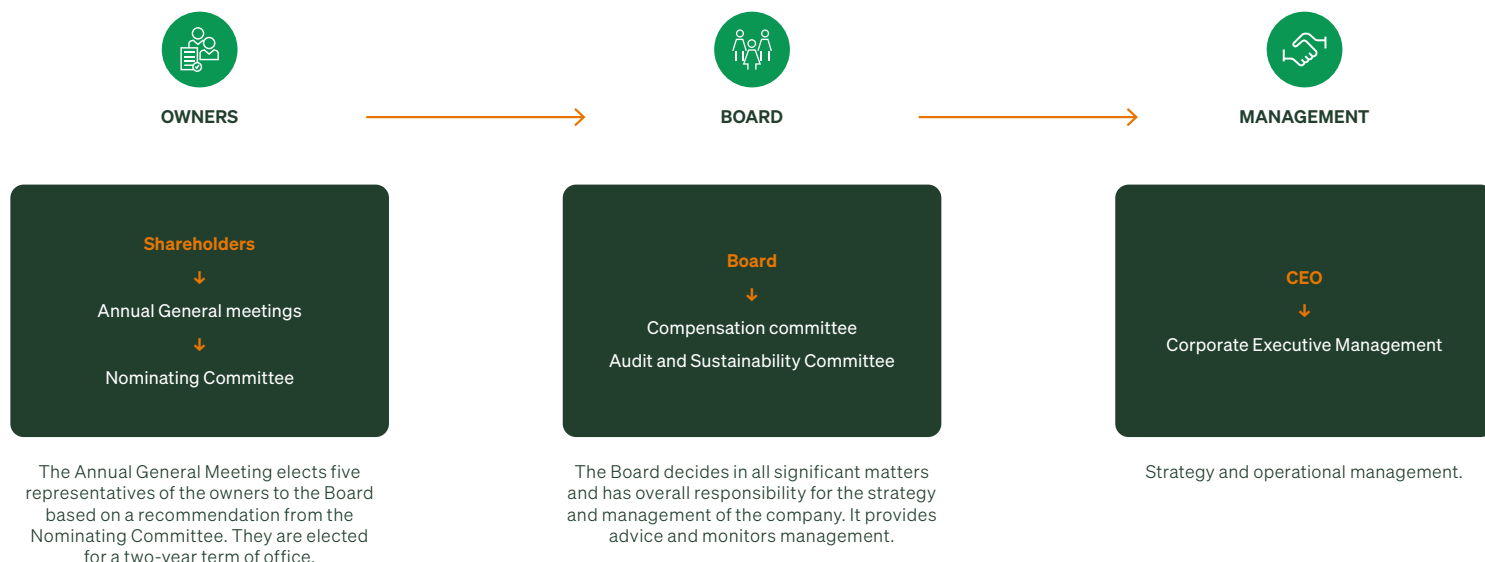 OWNERS
BOARD
MANAGEMENT
Shareholders
Annual General meetings
Nominating Committee
Board
Compensation committee
Audit and Sustainability Committee
CEO
Corporate Executive Management
The Annual General Meeting elects five
representatives of the owners to the Board
based on a recommendation from the
Nominating Committee. They are elected
for a two-year term of office.
The Board decides in all significant matters
and has overall responsibility for the strategy
and management of the company. It provides
advice and monitors management.
Strategy and operational management.